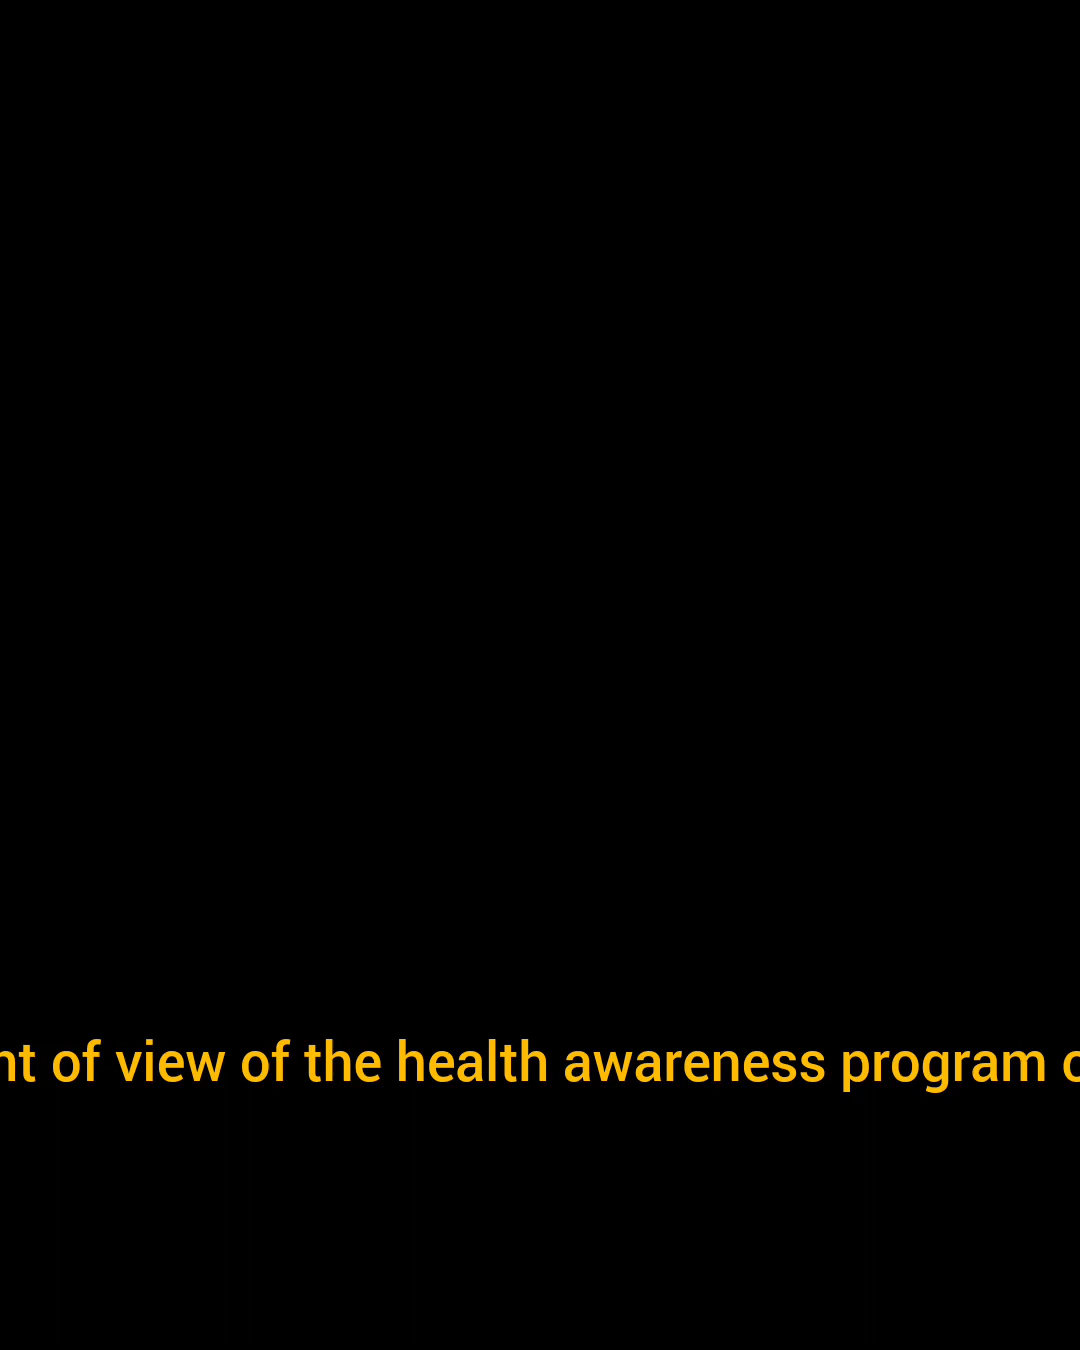 nt of view of the health awareness program